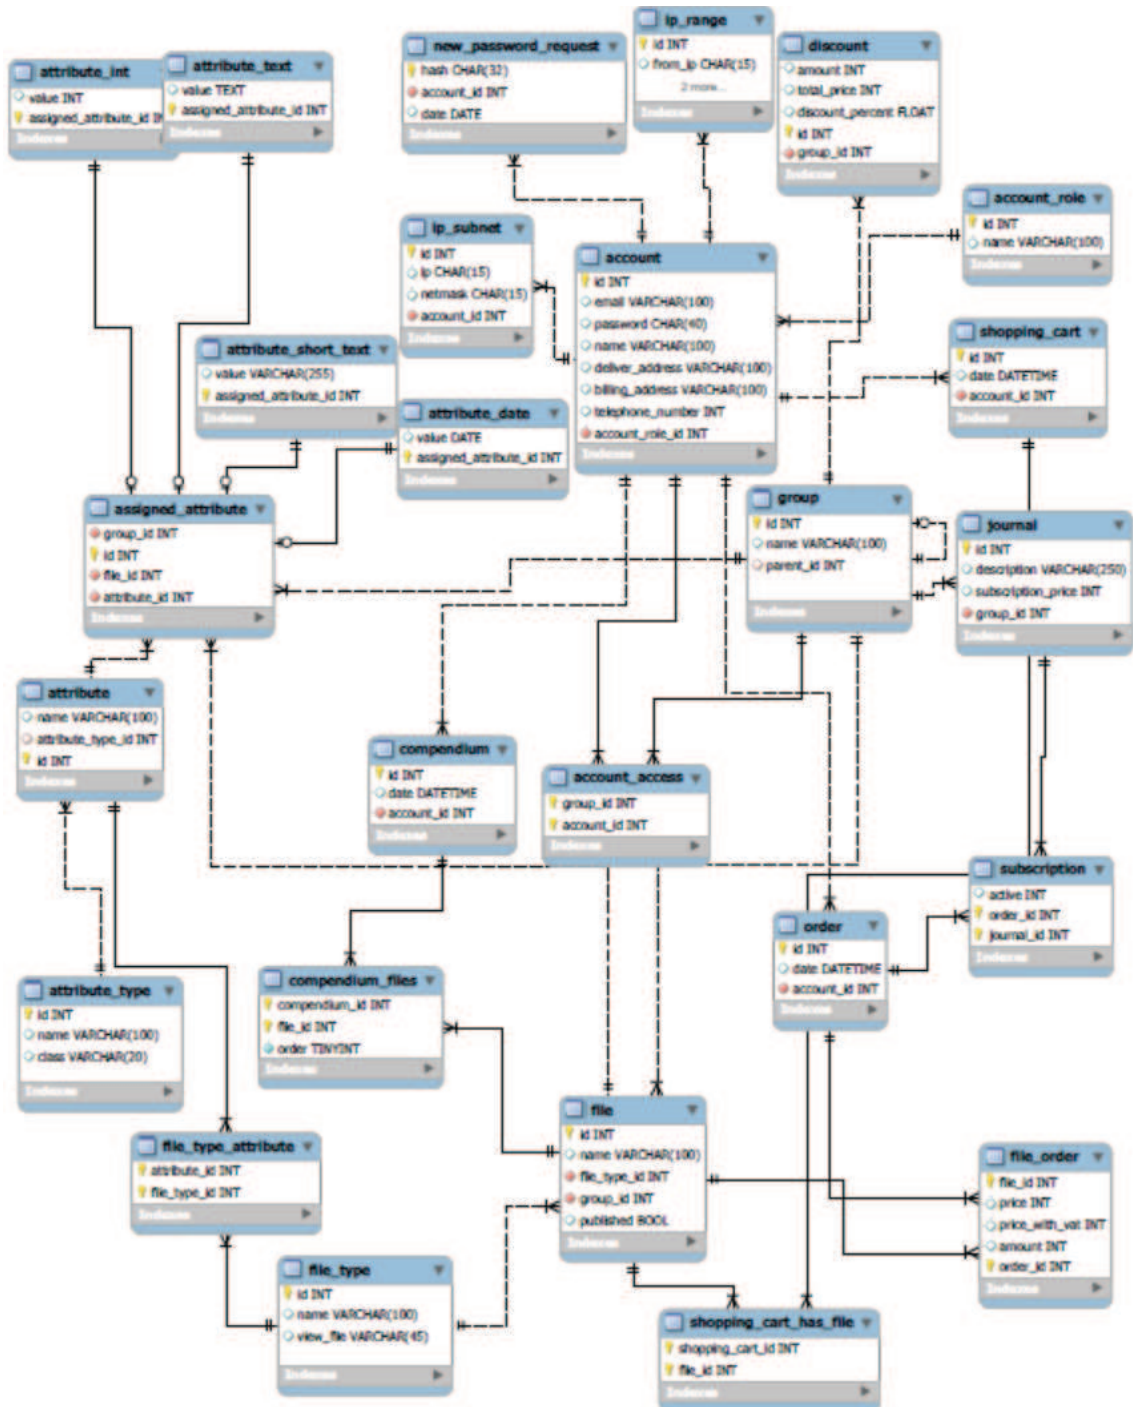 attribute_int
value INT
assigned_attribute_id IN
Indexes
attribute_text
value TEXT
assigned_attribute_id INT
Indexes
new_password_request
hash CHAR(32)
account_id INT
date DATE
Indexes
ip_range
id INT
from_ip CHAR(15)
2 more...
Indexes
discount
amount INT
total_price INT
discount_percent FLOAT
id INT
group_id INT
Indexes
account_role
id INT
name VARCHAR(100)
Indexes
ip_subnet
id INT
ip CHAR(15)
netmask CHAR(15)
account_id INT
Indexes
account
id INT
email VARCHAR(100)
password CHAR(40)
name VARCHAR(100)
deliver_address VARCHAR(100)
billing_address VARCHAR(100)
telephone_number INT
account_role_id INT
Indexes
shopping_cart
id INT
date DATETIME
account_id INT
Indexes
attribute_short_text
value VARCHAR(255)
assigned_attribute_id INT
Indexes
attribute_date
value DATE
assigned_attribute_id INT
Indexes
assigned_attribute
group_id INT
id INT
file_id INT
attribute_id INT
Indexes
group
id INT
name VARCHAR(100)
parent_id INT
Indexes
journal
id INT
description VARCHAR(250)
subscription_price INT
group_id INT
Indexes
attribute
name VARCHAR(100)
attribute_type_id INT
id INT
Indexes
compendium
id INT
date DATETIME
account_id INT
Indexes
account_access
group_id INT
account_id INT
Indexes
subscription
active INT
order_id INT
journal_id INT
Indexes
order
id INT
date DATETIME
account_id INT
Indexes
attribute_type
id INT
name VARCHAR(100)
class VARCHAR(20)
Indexes
compendium_files
compendium_id INT
file_id INT
order TINYINT
Indexes
file
id INT
name VARCHAR(100)
file_type_id INT
group_id INT
published BOOL
Indexes
file_type_attribute
attribute_id INT
file_type_id INT
Indexes
file_order
file_id INT
price INT
price_with_vat INT
amount INT
order_id INT
Indexes
file_type
id INT
name VARCHAR(100)
view_file VARCHAR(45)
Indexes
shopping_cart_has_file
shopping_cart_id INT
file_id INT
Indexes